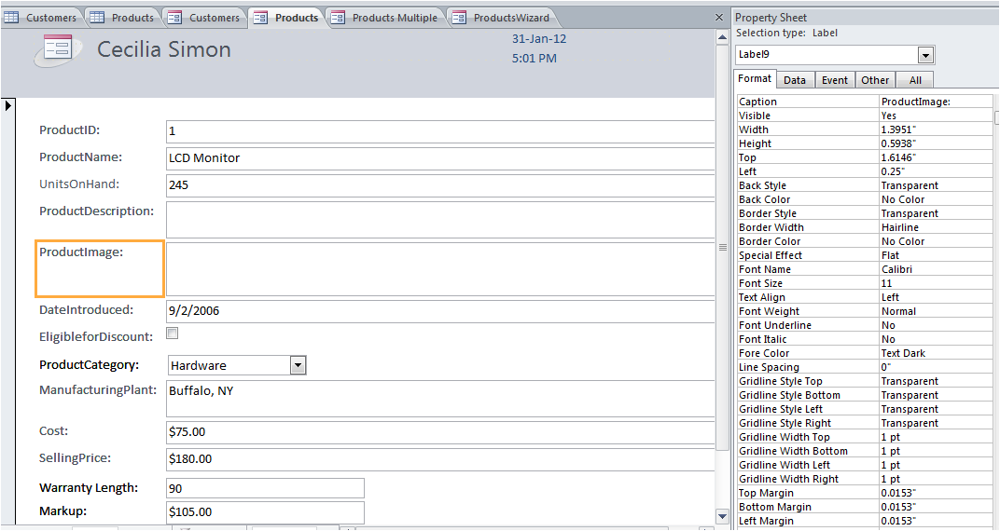 Customers Products Customers Products Products Multiple ProductsWizard
Cecilia Simon
31-Jan-12
5:01 PM
ProductID: 1
ProductName: LCD Monitor
UnitsOnHand: 245
ProductDescription:
ProductImage:
DateIntroduced: 9/2/2006
EligibleforDiscount:
ProductCategory: Hardware
ManufacturingPlant: Buffalo, NY
Cost: $75.00
SellingPrice: $180.00
Warranty Length: 90
Markup: $105.00
Property Sheet
Selection type: Label
Label9
Format Data Event Other All
Caption ProductImage:
Visible Yes
Width 1.3951"
Height 0.5938"
Top 1.6146"
Left 0.25"
Back Style Transparent
Back Color No Color
Border Style Transparent
Border Width Hairline
Border Color No Color
Special Effect Flat
Font Name Calibri
Font Size 11
Text Align Left
Font Weight Normal
Font Underline No
Font Italic No
Fore Color Text Dark
Line Spacing 0"
Gridline Style Top Transparent
Gridline Style Bottom Transparent
Gridline Style Left Transparent
Gridline Style Right Transparent
Gridline Width Top 1 pt
Gridline Width Bottom 1 pt
Gridline Width Left 1 pt
Gridline Width Right 1 pt
Top Margin 0.0153"
Bottom Margin 0.0153"
Left Margin 0.0153"